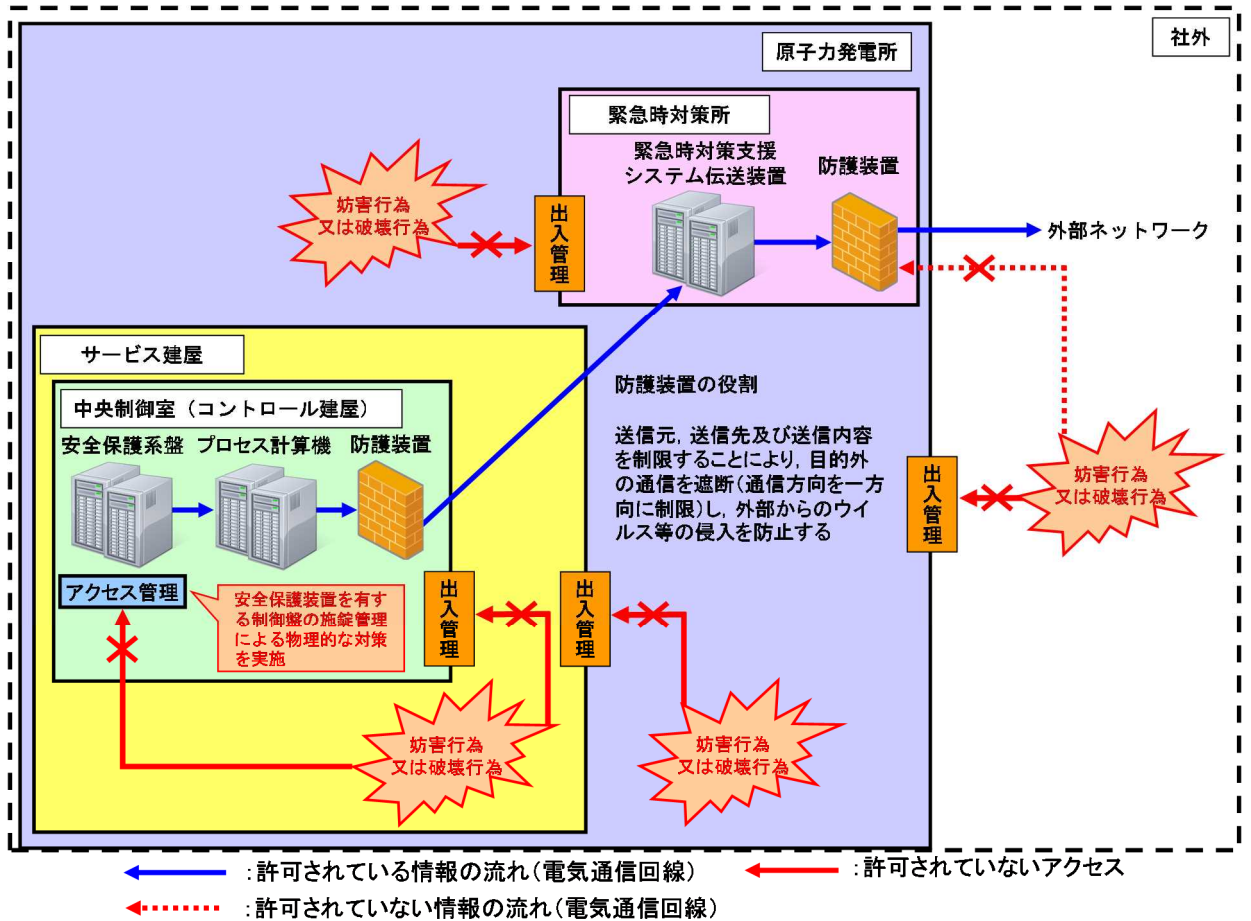 社外
原子力発電所
緊急時対策所
緊急時対策支援
システム伝送装置
防護装置
妨害行為
又は破壊行為
出入管理
外部ネットワーク
サービス建屋
中央制御室（コントロール建屋）
安全保護系盤
プロセス計算機
防護装置
防護装置の役割
送信元，送信先及び送信内容
を制限することにより，目的外
の通信を遮断（通信方向を一方
向に制限）し，外部からのウイ
ルス等の侵入を防止する
出入管理
妨害行為
又は破壊行為
アクセス管理
安全保護装置を有す
る制御盤の施錠管理
による物理的な対策
を実施
出入管理
出入管理
妨害行為
又は破壊行為
妨害行為
又は破壊行為
：許可されている情報の流れ（電気通信回線）
：許可されていないアクセス
：許可されていない情報の流れ（電気通信回線）